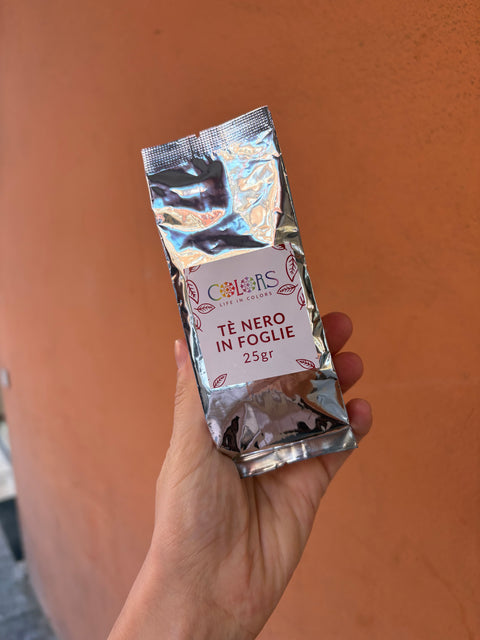 COLORS
LIFE IN COLORS
TÈ NERO
IN FOGLIE
25gr